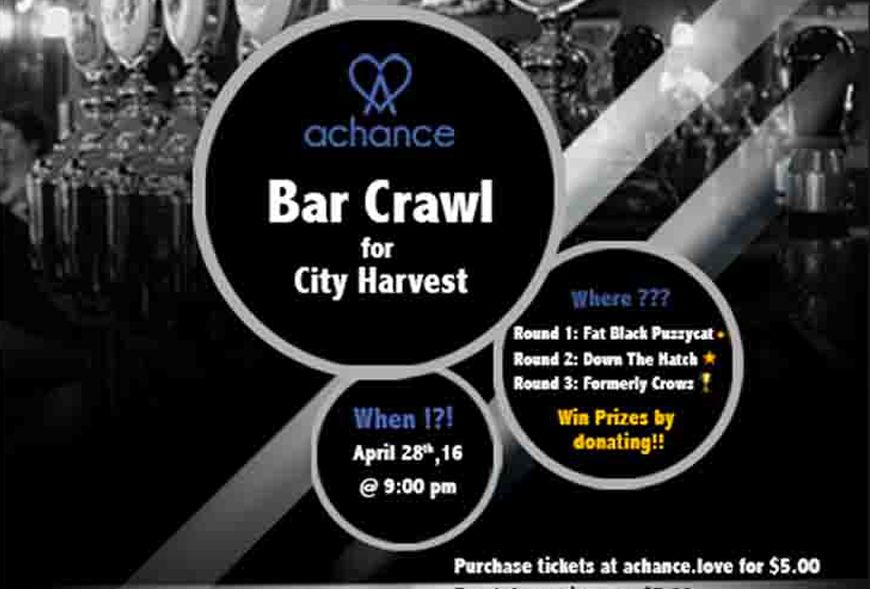 achance
Bar Crawl
for
City Harvest
Where ???
Round 1: Fat Black Puzzycat
Round 2: Down The Hatch
Round 3: Formerly Crows
Win Prizes by
donating!!
When !?!
April 28th,16
@ 9:00 pm
Purchase tickets at achance.love for $5.00